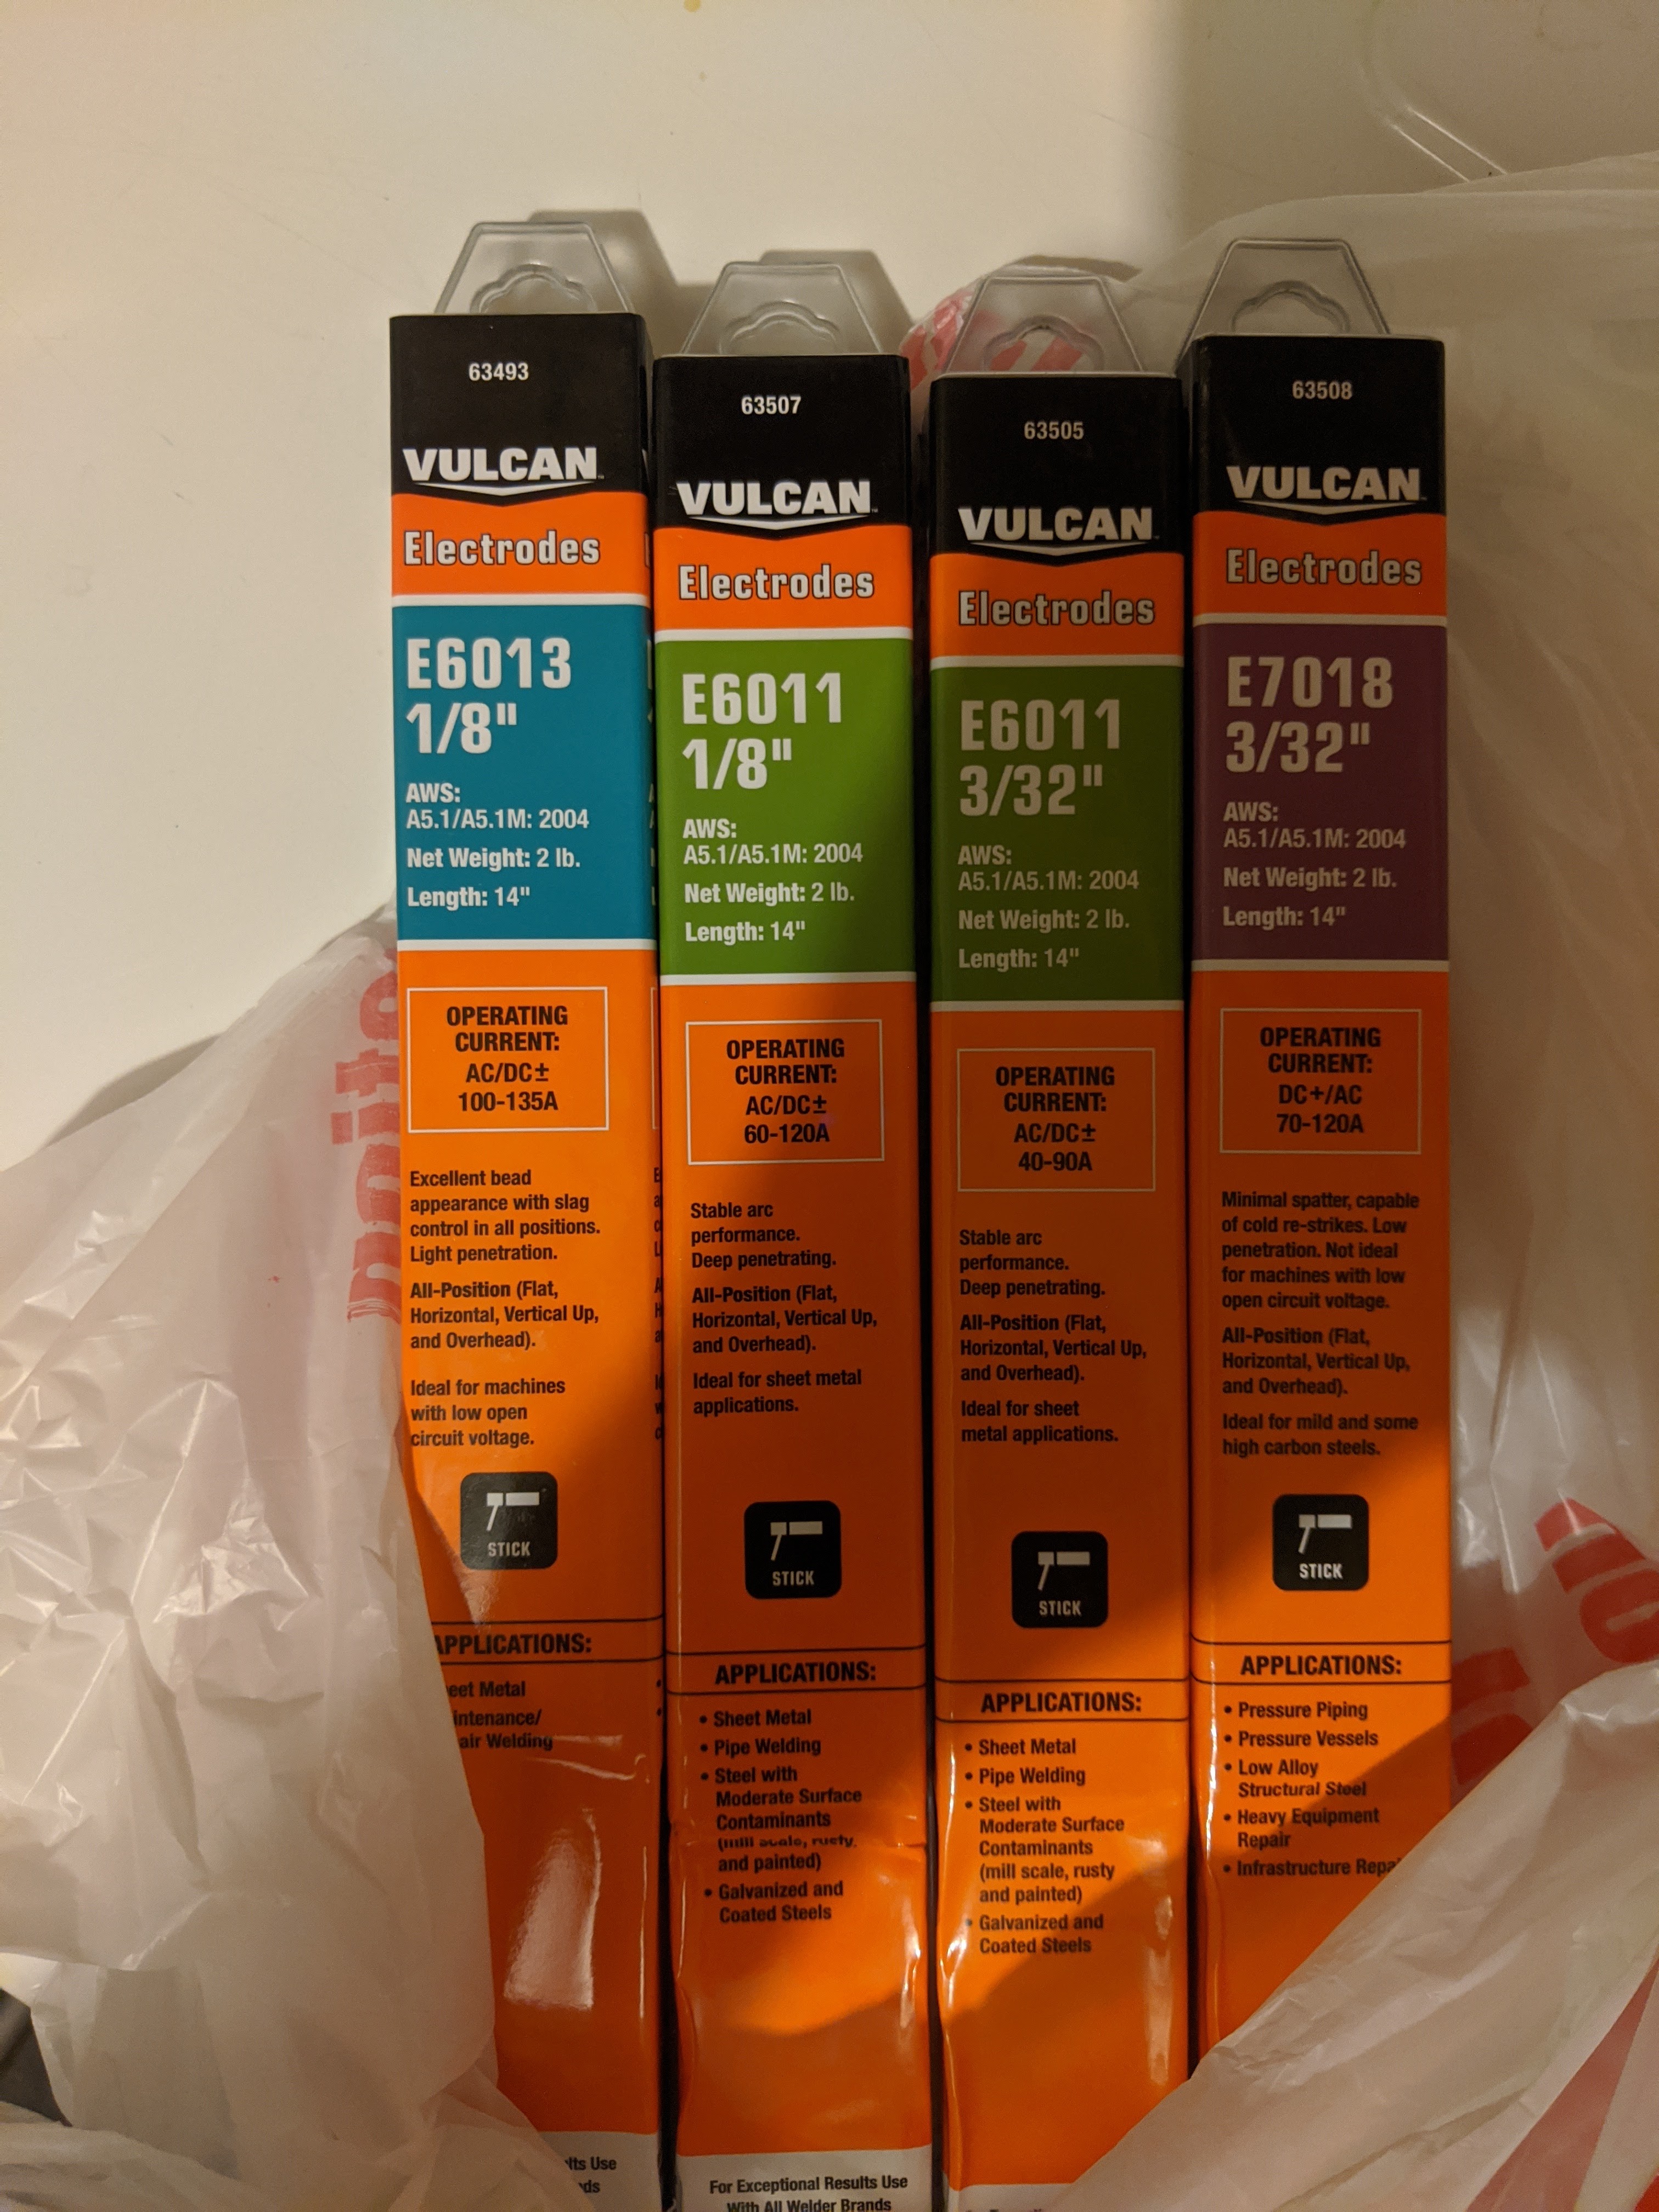 63493
VULCAN
Electrodes
E6013
1/8"
AWS:
A5.1/A5.1M: 2004
Net Weight: 2 lb.
Length: 14"
OPERATING
CURRENT:
AC/DC±
100-135A
Excellent bead
appearance with slag
control in all positions.
Light penetration.
All-Position (Flat,
Horizontal, Vertical Up,
and Overhead).
Ideal for machines
with low open
circuit voltage.
STICK
APPLICATIONS:
Metal
Welding
Use
63507
VULCAN
Electrodes
E6011
1/8"
AWS:
A5.1/A5.1M: 2004
Net Weight: 2 lb.
Length: 14"
OPERATING
CURRENT:
AC/DC±
60-120A
Stable arc
performance.
Deep penetrating.
All-Position (Flat,
Horizontal, Vertical Up,
and Overhead).
Ideal for sheet metal
applications.
STICK
APPLICATIONS:
• Sheet Metal
• Pipe Welding
• Steel with
Moderate Surface
Contaminants
(mill scale, rusty,
and painted)
• Galvanized and
Coated Steels
For Exceptional Results Use
With All Welder Brands
63505
VULCAN
Electrodes
E6011
3/32"
AWS:
A5.1/A5.1M: 2004
Net Weight: 2 lb.
Length: 14"
OPERATING
CURRENT:
AC/DC±
40-90A
Stable arc
performance.
Deep penetrating.
All-Position (Flat,
Horizontal, Vertical Up,
and Overhead).
Ideal for sheet
metal applications.
STICK
APPLICATIONS:
• Sheet Metal
• Pipe Welding
• Steel with
Moderate Surface
Contaminants
(mill scale, rusty
and painted)
• Galvanized and
Coated Steels
63508
VULCAN
Electrodes
E7018
3/32"
AWS:
A5.1/A5.1M: 2004
Net Weight: 2 lb.
Length: 14"
OPERATING
CURRENT:
DC+/AC
70-120A
Minimal spatter, capable
of cold re-strikes. Low
penetration. Not ideal
for machines with low
open circuit voltage.
All-Position (Flat,
Horizontal, Vertical Up,
and Overhead).
Ideal for mild and some
high carbon steels.
STICK
APPLICATIONS:
• Pressure Piping
• Pressure Vessels
• Low Alloy
Structural Steel
• Heavy Equipment
Repair
• Infrastructure Repair